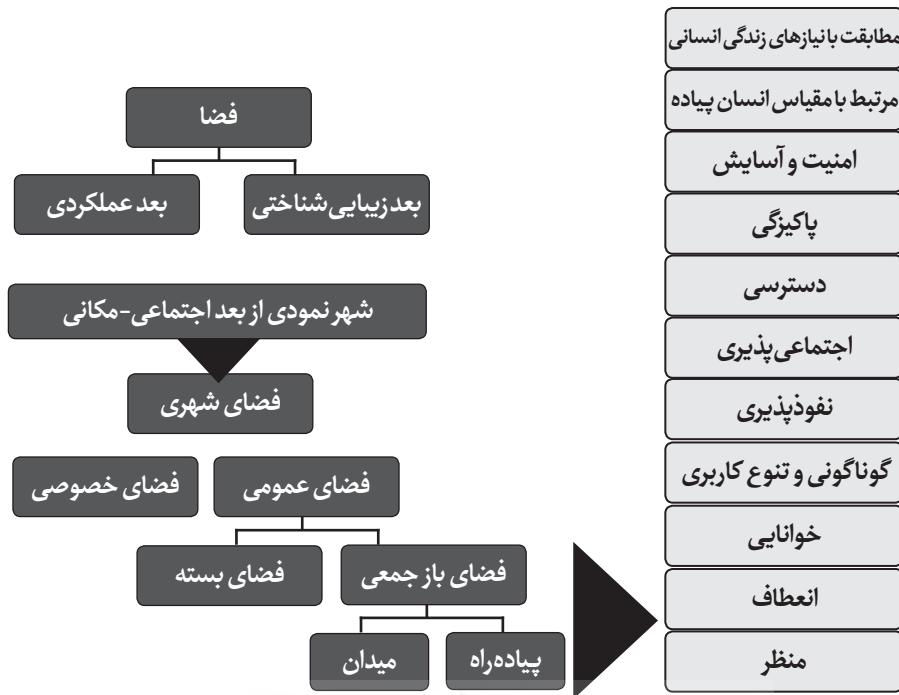 مطابقت با نیازهای زندگی انسانی
مرتبط با مقیاس انسان پیاده
امنیت و آسایش
پاکیزگی
دسترسی
اجتماعی‌پذیری
نفوذپذیری
گوناگونی و تنوع کاربری
خوانایی
انعطاف
منظر
فضا
بعد زیبایی‌شناختی
بعد عملکردی
شهر نمودی از بعد اجتماعی-مکانی
فضای شهری
فضای عمومی
فضای خصوصی
فضای باز جمعی
فضای بسته
پیاده‌راه
میدان